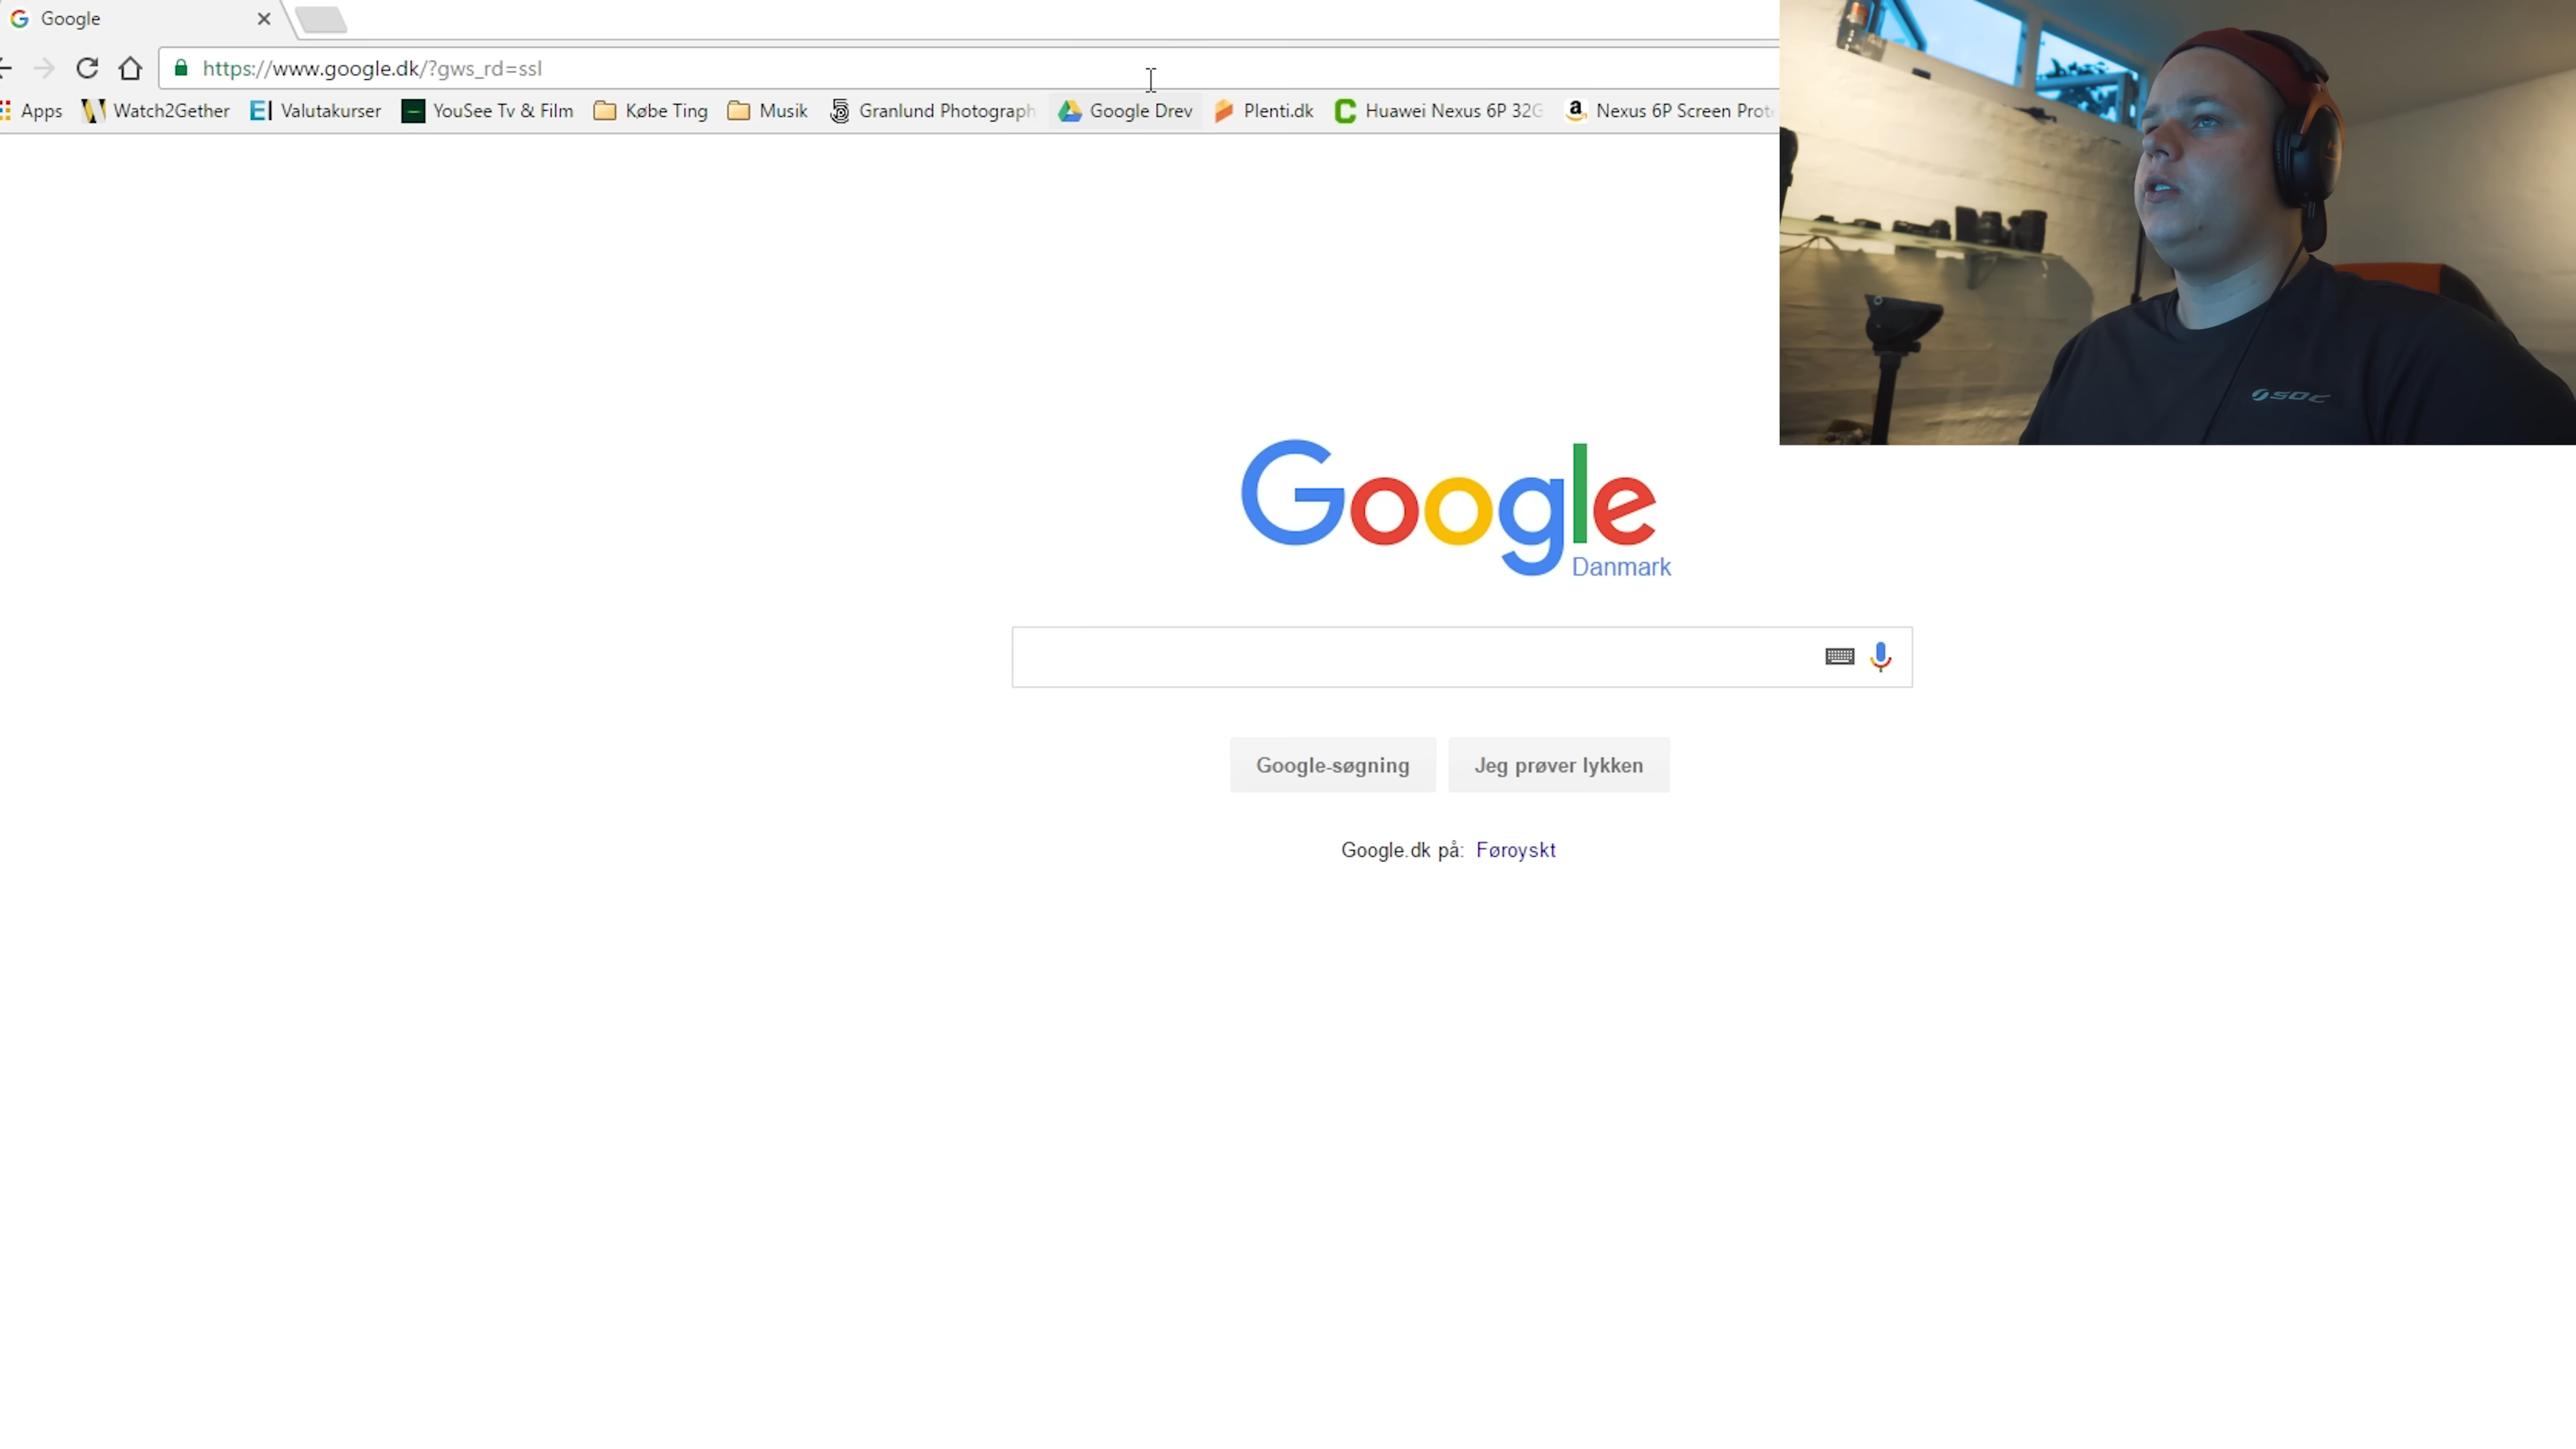 Google
https://www.google.dk/?gws_rd=ssl
Apps Watch2Gether Valutakurser YouSee Tv & Film Købe Ting Musik Granlund Photograph Google Drev Plenti.dk Huawei Nexus 6P 32G Nexus 6P Screen Prot
SOC
Google
Danmark
Google-søgning Jeg prøver lykken
Google.dk på: Føroyskt